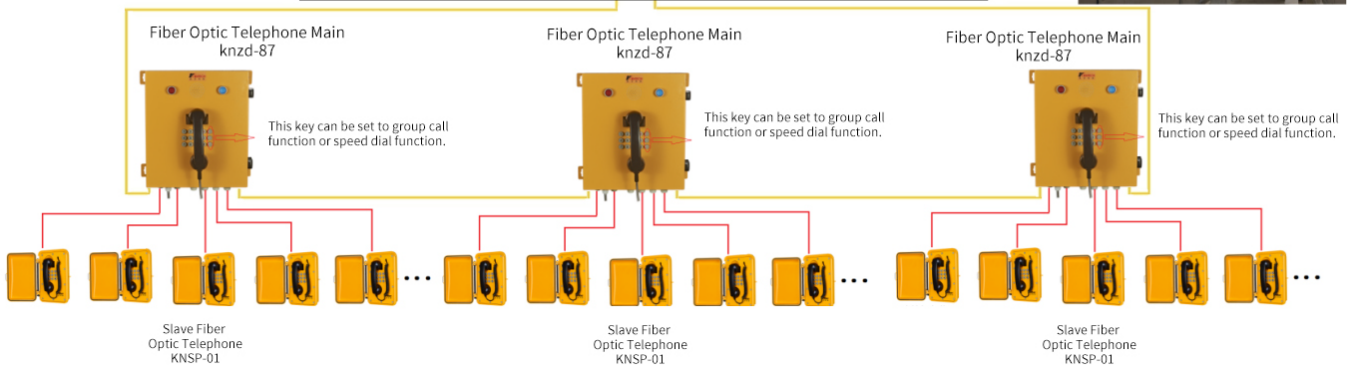 Fiber Optic Telephone Main
knzd-87
This key can be set to group call
function or speed dial function.
Fiber Optic Telephone Main
knzd-87
This key can be set to group call
function or speed dial function.
Fiber Optic Telephone Main
knzd-87
This key can be set to group call
function or speed dial function.
Slave Fiber
Optic Telephone
KNSP-01
Slave Fiber
Optic Telephone
KNSP-01
Slave Fiber
Optic Telephone
KNSP-01